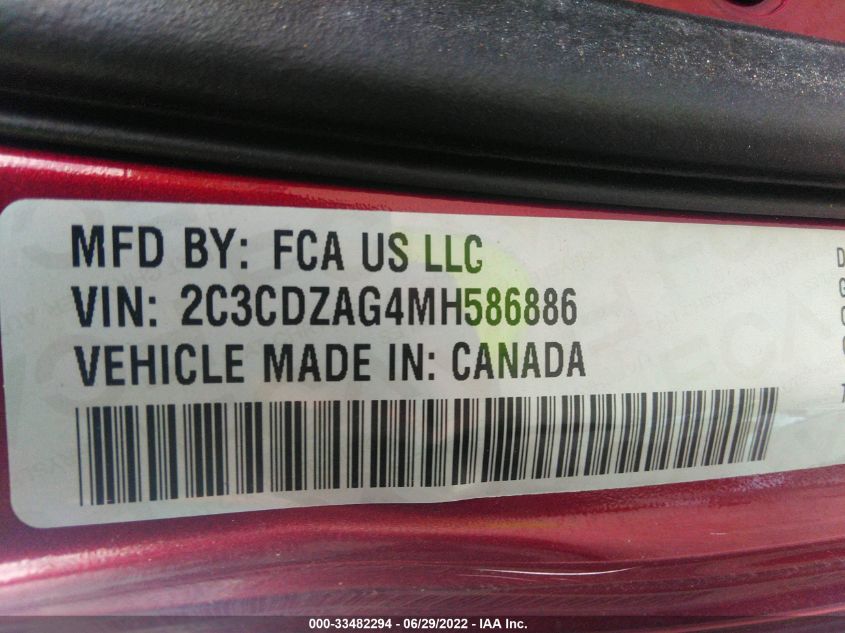 MFD BY: FCA US LLC
VIN: 2C3CDZAG4MH586886
VEHICLE MADE IN: CANADA
000-33482294 - 06/29/2022 - IAA Inc.